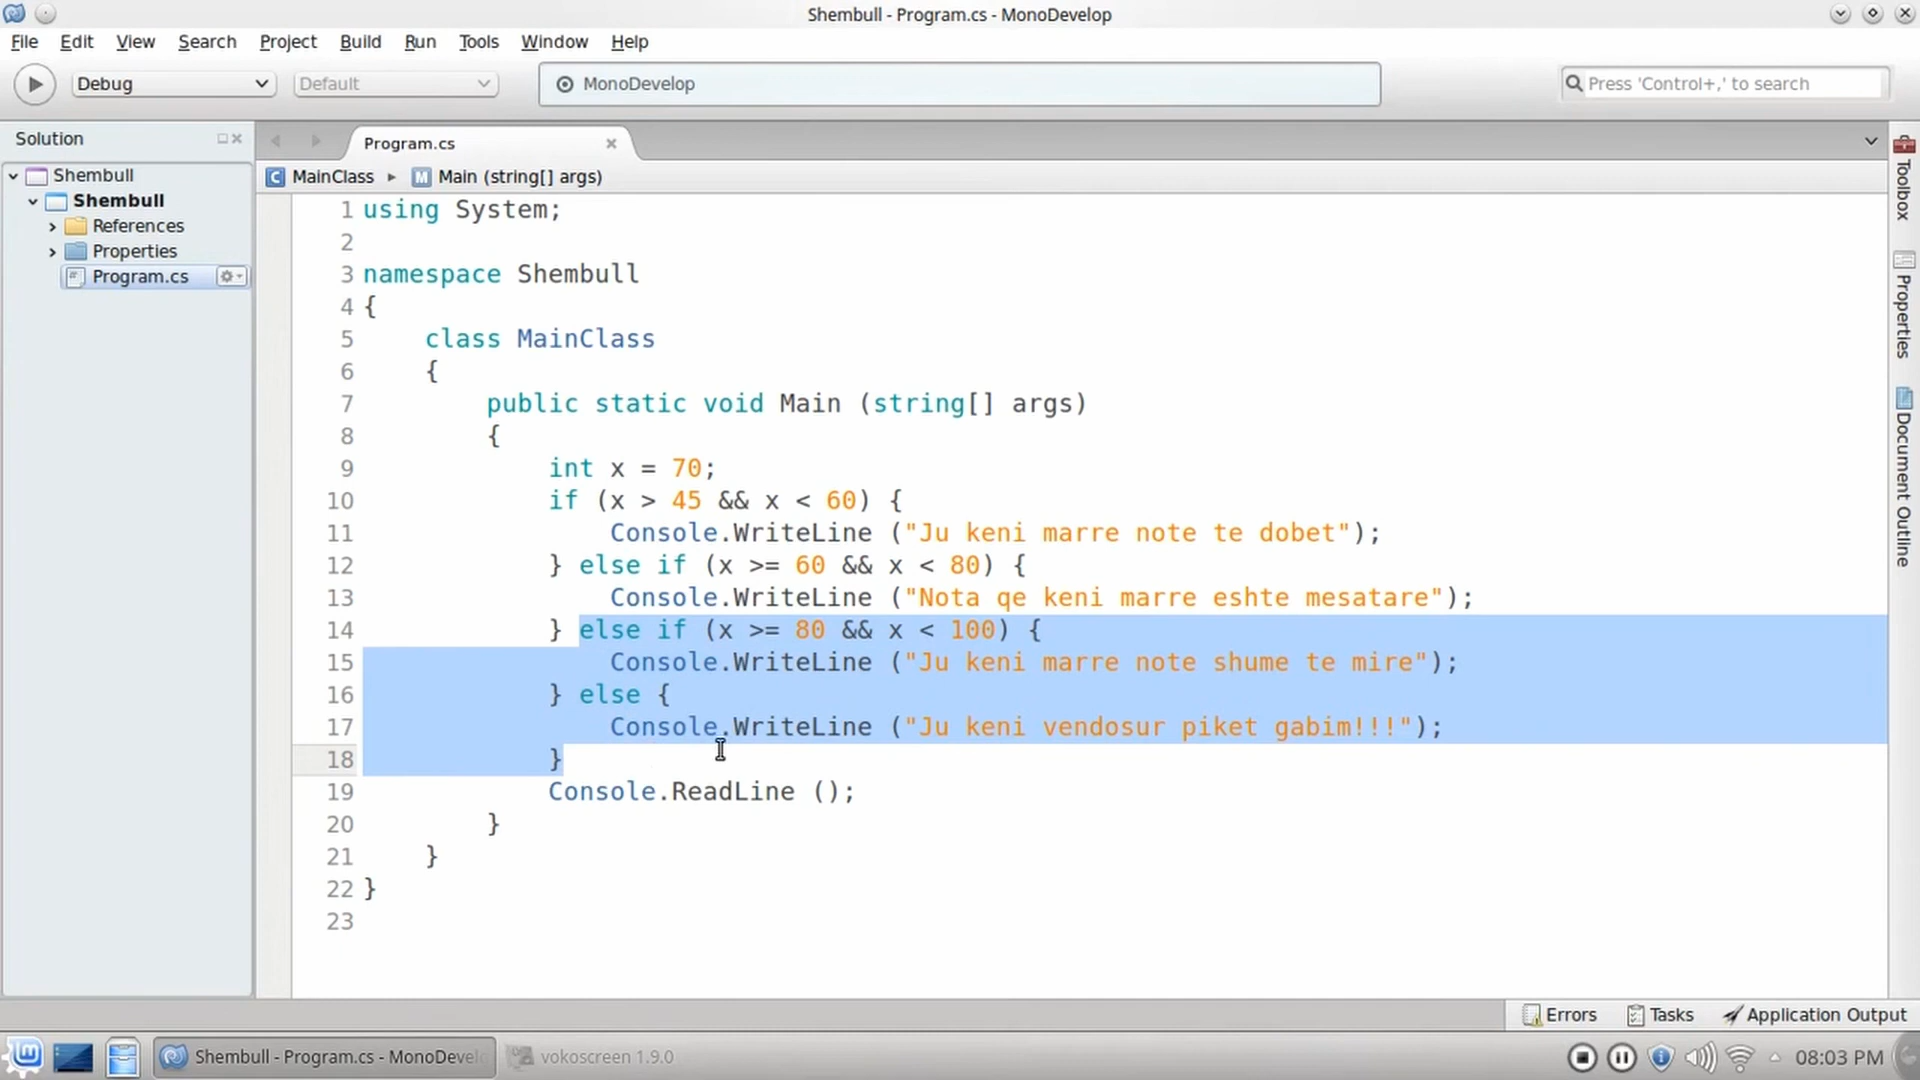 Shembull - Program.cs - MonoDevelop
File Edit View Search Project Build Run Tools Window Help
Debug Default MonoDevelop Press 'Control+,' to search
Solution
Shembull
Shembull
References
Properties
Program.cs
Program.cs
MainClass Main (string[] args)
1 using System;
2
3 namespace Shembull
4 {
5 class MainClass
6 {
7 public static void Main (string[] args)
8 {
9 int x = 70;
10 if (x > 45 && x < 60) {
11 Console.WriteLine ("Ju keni marre note te dobet");
12 } else if (x >= 60 && x < 80) {
13 Console.WriteLine ("Nota qe keni marre eshte mesatare");
14 } else if (x >= 80 && x < 100) {
15 Console.WriteLine ("Ju keni marre note shume te mire");
16 } else {
17 Console.WriteLine ("Ju keni vendosur piket gabim!!!");
18 }
19 Console.ReadLine ();
20 }
21 }
22 }
23
Toolbox
Properties
Document Outline
Errors Tasks Application Output
Shembull - Program.cs - MonoDevel vokoscreen 1.9.0 08:03 PM